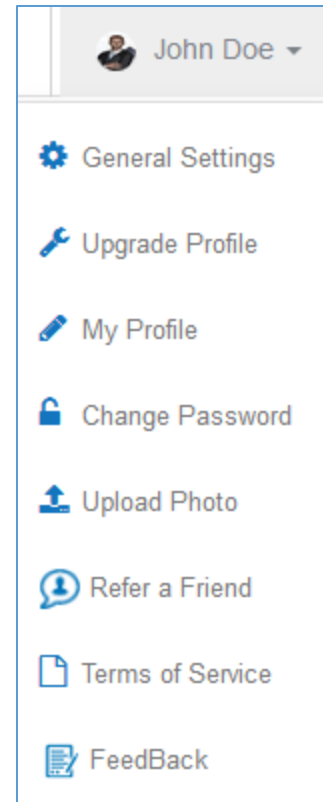 John Doe
General Settings
Upgrade Profile
My Profile
Change Password
Upload Photo
Refer a Friend
Terms of Service
FeedBack